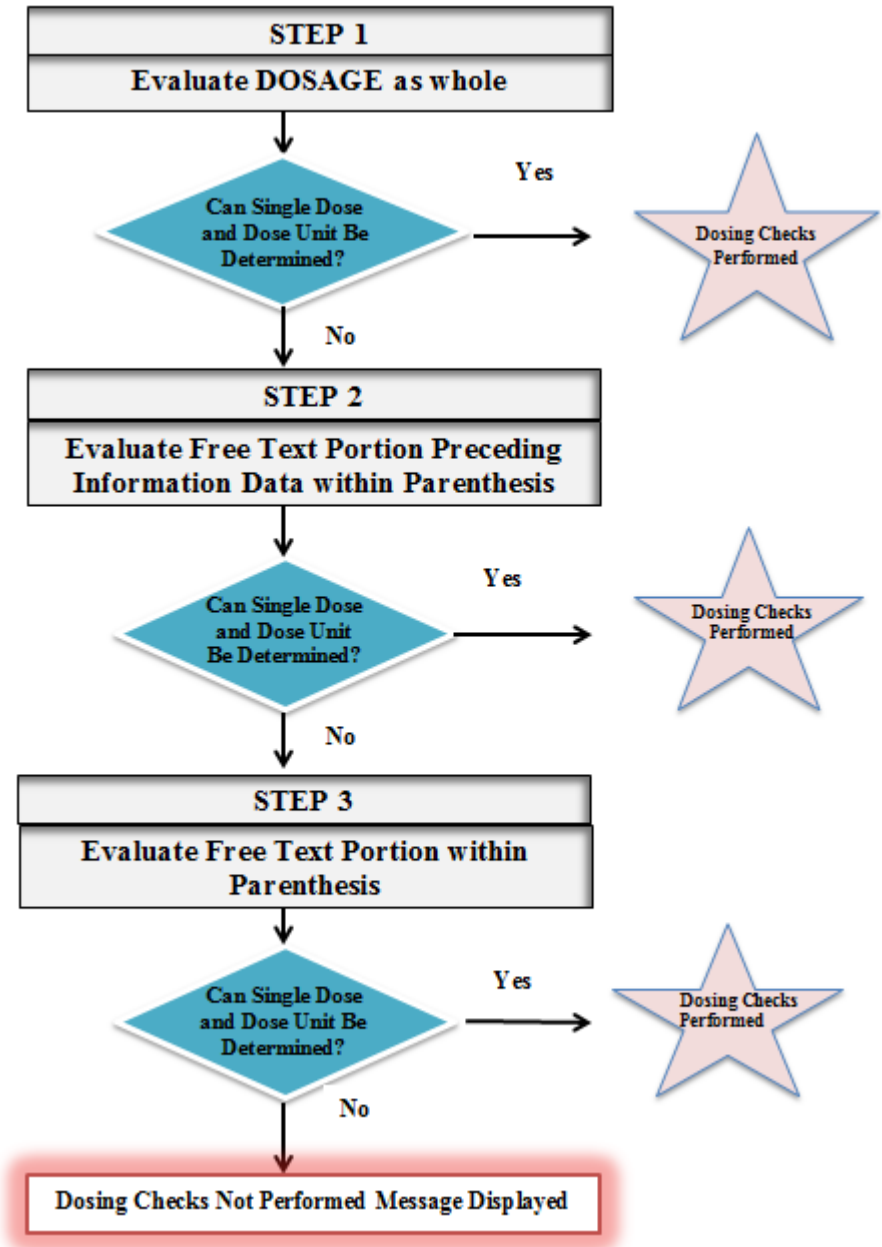 STEP 1
Evaluate DOSAGE as whole
Can Single Dose
and Dose Unit Be
Determined?
Yes
Dosing Checks
Performed
No
STEP 2
Evaluate Free Text Portion Preceding
Information Data within Parenthesis
Can Single Dose
and Dose Unit
Be Determined?
Yes
Dosing Checks
Performed
No
STEP 3
Evaluate Free Text Portion within
Parenthesis
Can Single Dose
and Dose Unit Be
Determined?
Yes
Dosing Checks
Performed
No
Dosing Checks Not Performed Message Displayed